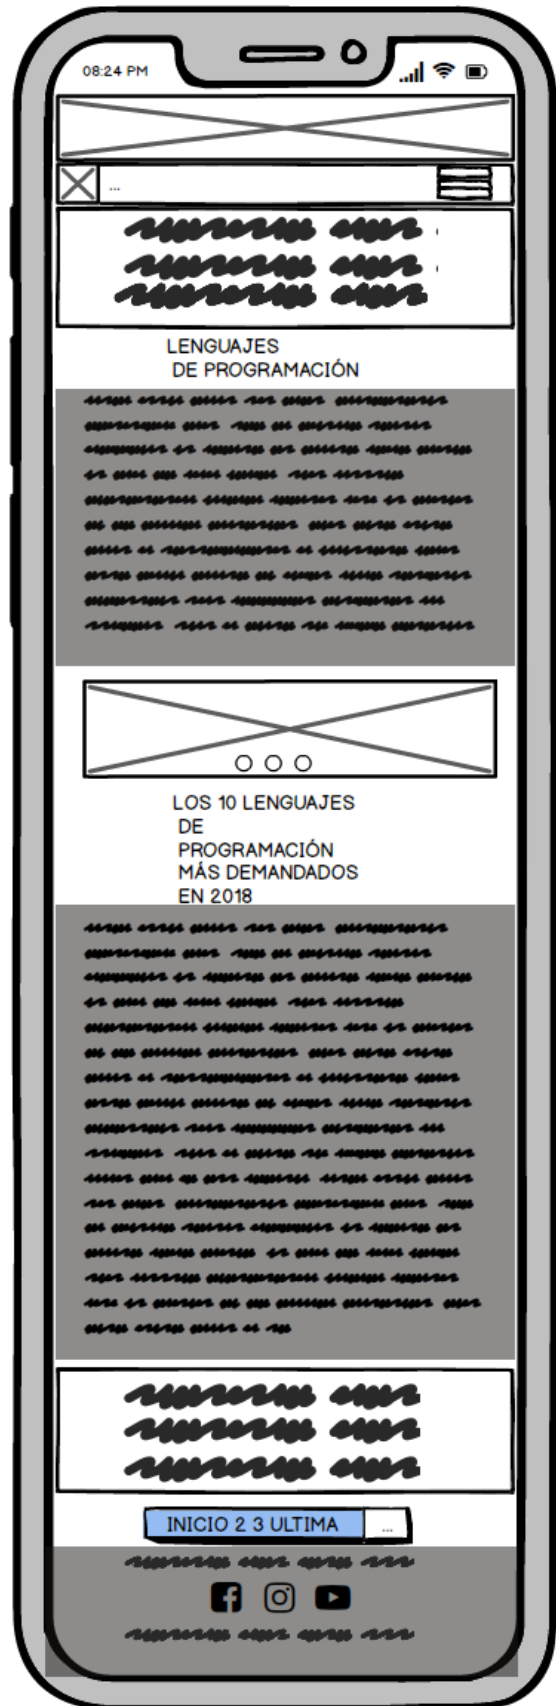 08:24 PM
...
LENGUAJES
DE PROGRAMACIÓN
LOS 10 LENGUAJES
DE
PROGRAMACIÓN
MÁS DEMANDADOS
EN 2018
INICIO 2 3 ULTIMA ...